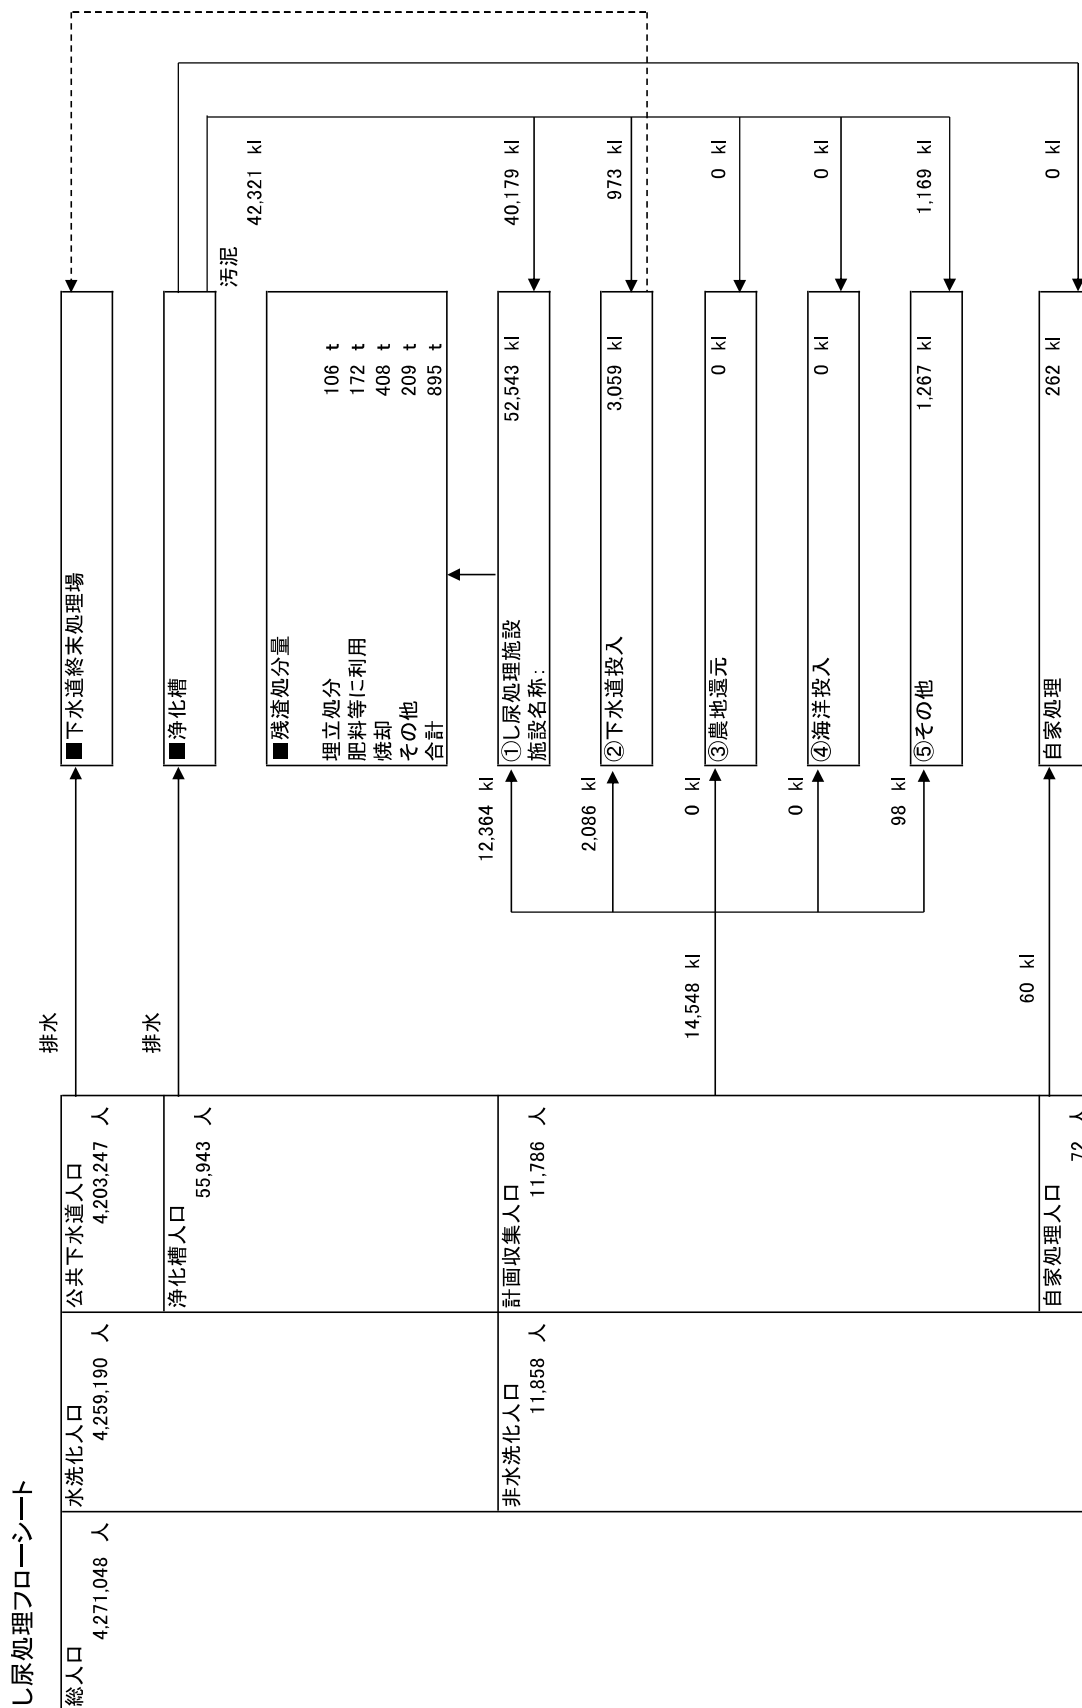 し尿処理フローシート
総人口
4,271,048 人
水洗化人口
4,259,190 人
公共下水道人口
4,203,247 人
排水
■下水道終末処理場
浄化槽人口
55,943 人
排水
■浄化槽
汚泥
42,321 kl
■残渣処分量
埋立処分 106 t
肥料等に利用 172 t
焼却 408 t
その他 209 t
合計 895 t
非水洗化人口
11,858 人
計画収集人口
11,786 人
14,548 kl
12,364 kl
①し尿処理施設
施設名称:
52,543 kl
40,179 kl
2,086 kl
②下水道投入
3,059 kl
973 kl
0 kl
③農地還元
0 kl
0 kl
0 kl
④海洋投入
0 kl
0 kl
98 kl
⑤その他
1,267 kl
1,169 kl
自家処理人口
72 人
60 kl
自家処理
262 kl
0 kl